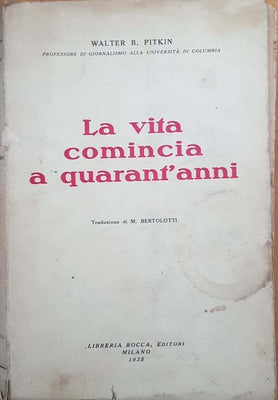 WALTER B. PITKIN
PROFESSORE DI GIORNALISMO ALLA UNIVERSITÀ DI COLUMBIA
La vita
comincia
a quarant'anni
Traduzione di M. BERTOLOTTI
LIBRERIA BOCCA, EDITORI
MILANO
1935